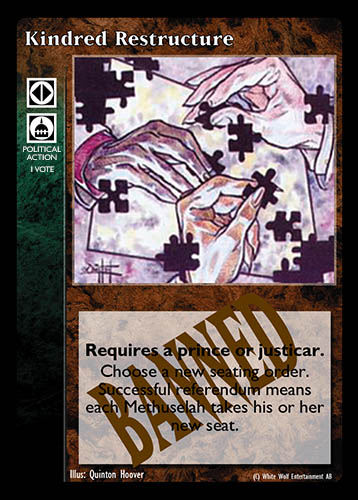 Kindred Restructure
POLITICAL
ACTION
1 VOTE
BANNED
Requires a prince or justicar.
Choose a new seating order.
Successful referendum means
each Methuselah takes his or her
new seat.
Illus: Quinton Hoover
(C) White Wolf Entertainment AB